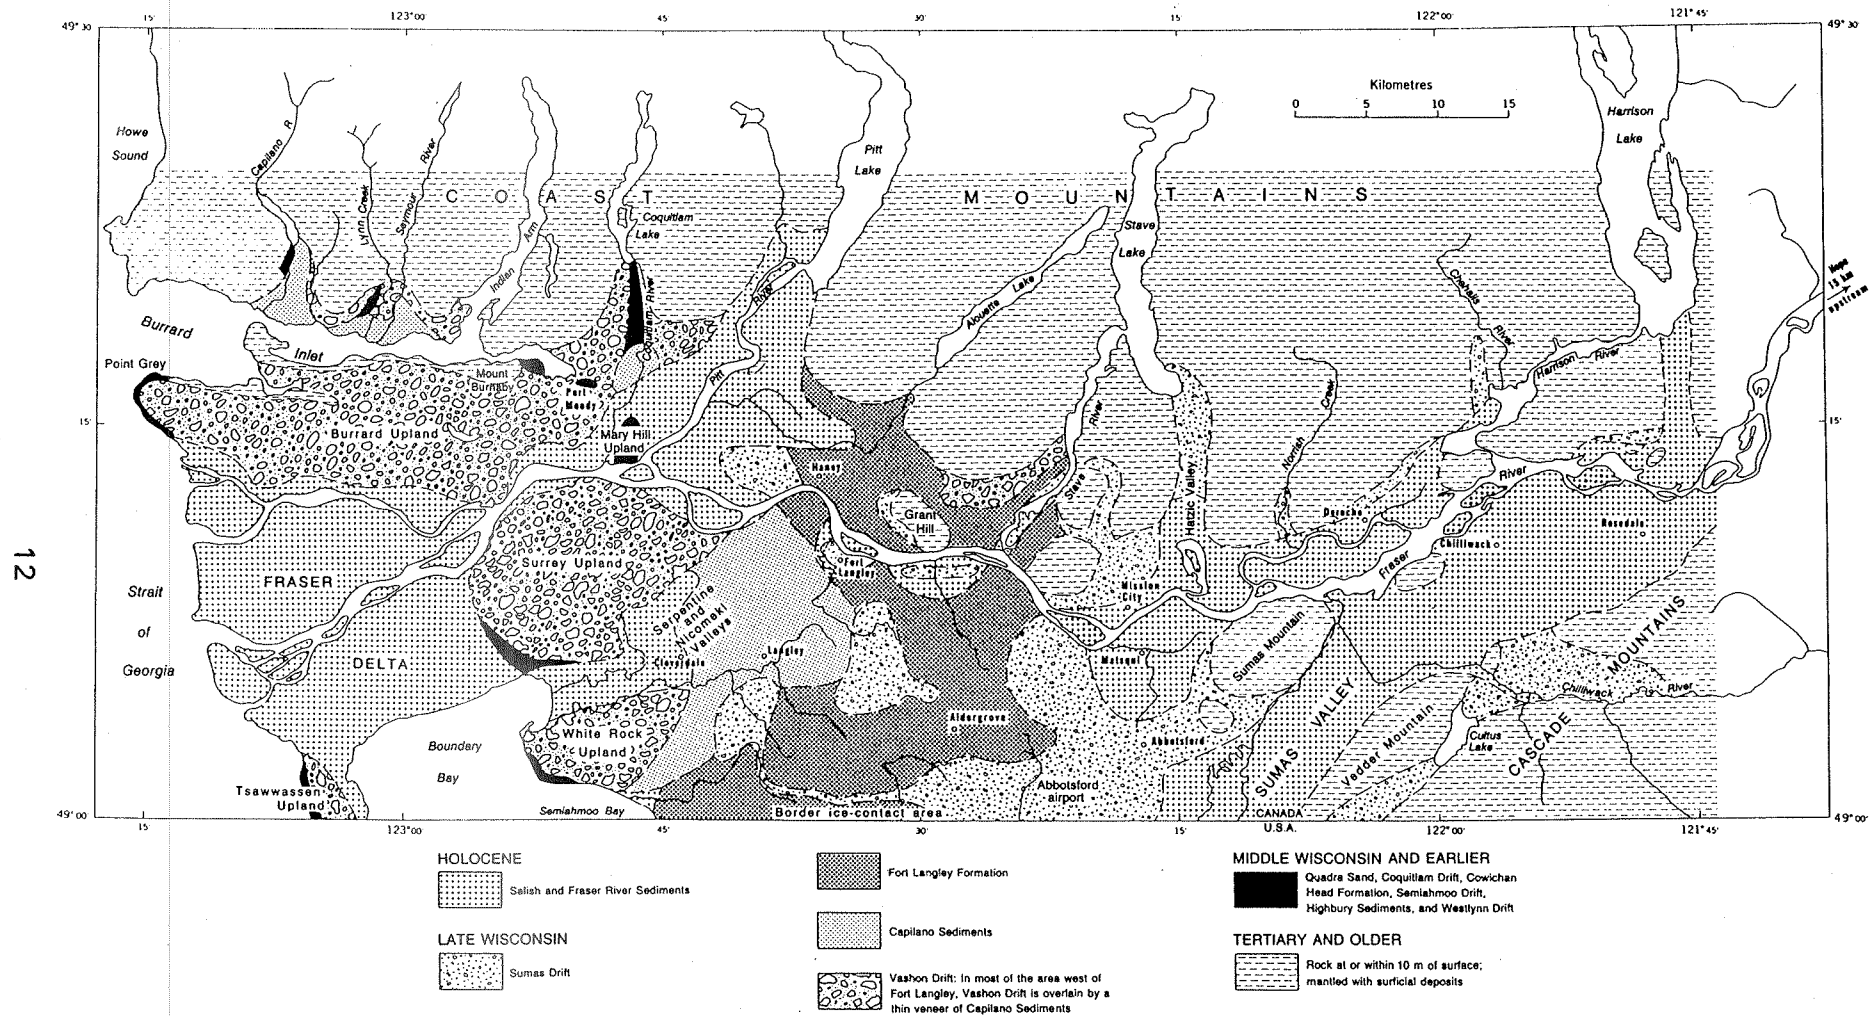 49° 30'
15'
123° 00'
45'
30'
15'
122° 00'
121° 45'
49° 30'
Kilometres
0 5 10 15
Howe
Sound
Capilano R
Lynn Creek
Seymour River
Indian Arm
COAST MOUNTAINS
Coquitlam
Lake
Coquitlam River
Pitt
Lake
Pitt River
Alouette Lake
Stave
Lake
Stave River
Norrish Creek
Chehalis River
Harrison
Lake
Harrison River
Hope
15 km
upstream
Burrard
Inlet
Point Grey
Mount
Burnaby
Port
Moody
Burrard Upland
Mary Hill
Upland
15'
15'
Haney
Grant
Hill
Hatzic Valley
Deroche
River
Rosedale
Chilliwack
Fraser
12
Strait
of
Georgia
FRASER
DELTA
Surrey Upland
Serpentine
and
Nicomekl
Valleys
Fort
Langley
Mission
City
Cloverdale
Langley
Matsqui
Sumas Mountain
CASCADE MOUNTAINS
Chilliwack River
Cultus
Lake
Vedder Mountain
SUMAS VALLEY
Aldergrove
Abbotsford
Abbotsford
airport
Boundary
Bay
White Rock
Upland
Tsawwassen
Upland
Semiahmoo Bay
Border ice-contact area
CANADA
U.S.A.
49° 00'
15'
123° 00'
45'
30'
15'
122° 00'
121° 45'
49° 00'
HOLOCENE
Salish and Fraser River Sediments
LATE WISCONSIN
Sumas Drift
Fort Langley Formation
Capilano Sediments
Vashon Drift: In most of the area west of
Fort Langley, Vashon Drift is overlain by a
thin veneer of Capilano Sediments
MIDDLE WISCONSIN AND EARLIER
Quadra Sand, Coquitlam Drift, Cowichan
Head Formation, Semiahmoo Drift,
Highbury Sediments, and Westlynn Drift
TERTIARY AND OLDER
Rock at or within 10 m of surface;
mantled with surficial deposits